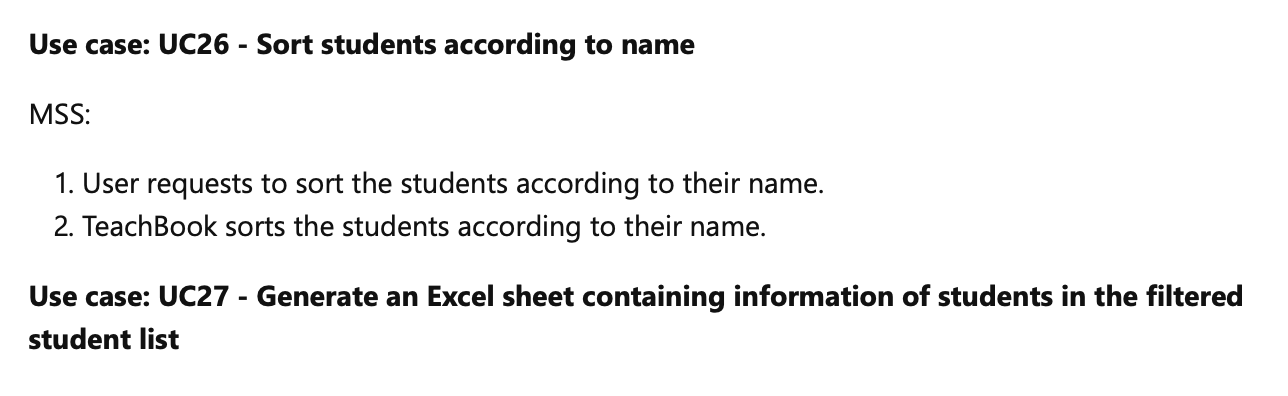 Use case: UC26 - Sort students according to name
MSS:
1. User requests to sort the students according to their name.
2. TeachBook sorts the students according to their name.
Use case: UC27 - Generate an Excel sheet containing information of students in the filtered
student list